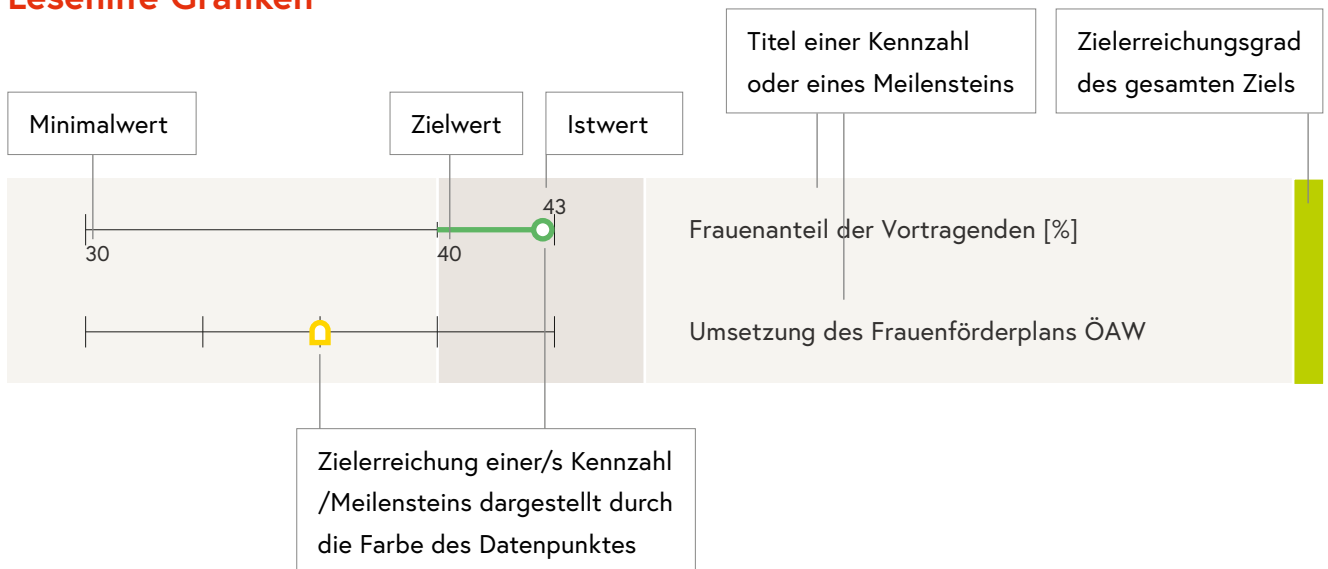 Lesehilfe Grafiken
Titel einer Kennzahl
oder eines Meilensteins
Zielerreichungsgrad
des gesamten Ziels
Minimalwert
Zielwert
Istwert
43
30
40
Frauenanteil der Vortragenden [%]
Umsetzung des Frauenförderplans ÖAW
Zielerreichung einer/s Kennzahl
/Meilensteins dargestellt durch
die Farbe des Datenpunktes